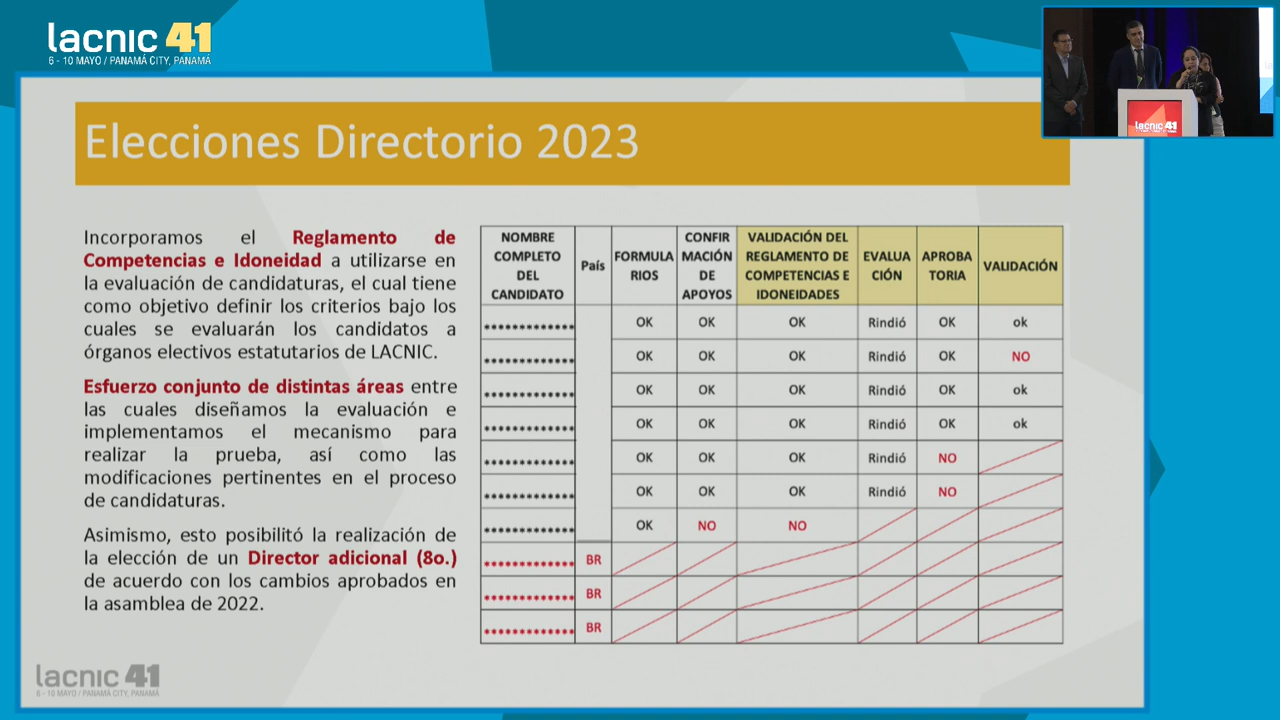 lacnic 41
6 - 10 MAYO / PANAMÁ CITY, PANAMÁ
lacnic 41
Elecciones Directorio 2023
Incorporamos el Reglamento de
Competencias e Idoneidad a utilizarse en
la evaluación de candidaturas, el cual tiene
como objetivo definir los criterios bajo los
cuales se evaluarán los candidatos a
órganos electivos estatutarios de LACNIC.
Esfuerzo conjunto de distintas áreas entre
las cuales diseñamos la evaluación e
implementamos el mecanismo para
realizar la prueba, así como las
modificaciones pertinentes en el proceso
de candidaturas.
Asimismo, esto posibilitó la realización de
la elección de un Director adicional (8o.)
de acuerdo con los cambios aprobados en
la asamblea de 2022.
NOMBRE COMPLETO DEL CANDIDATO País FORMULARIOS CONFIRMACIÓN DE APOYOS VALIDACIÓN DEL REGLAMENTO DE COMPETENCIAS E IDONEIDADES EVALUACIÓN APROBATORIA VALIDACIÓN
************* OK OK OK Rindió OK ok
************* OK OK OK Rindió OK NO
************* OK OK OK Rindió OK ok
************* OK OK OK Rindió OK ok
************* OK OK OK Rindió NO
************* OK OK OK Rindió NO
************* OK NO NO
************* BR
************* BR
************* BR
lacnic 41
6 - 10 MAYO / PANAMÁ CITY, PANAMÁ